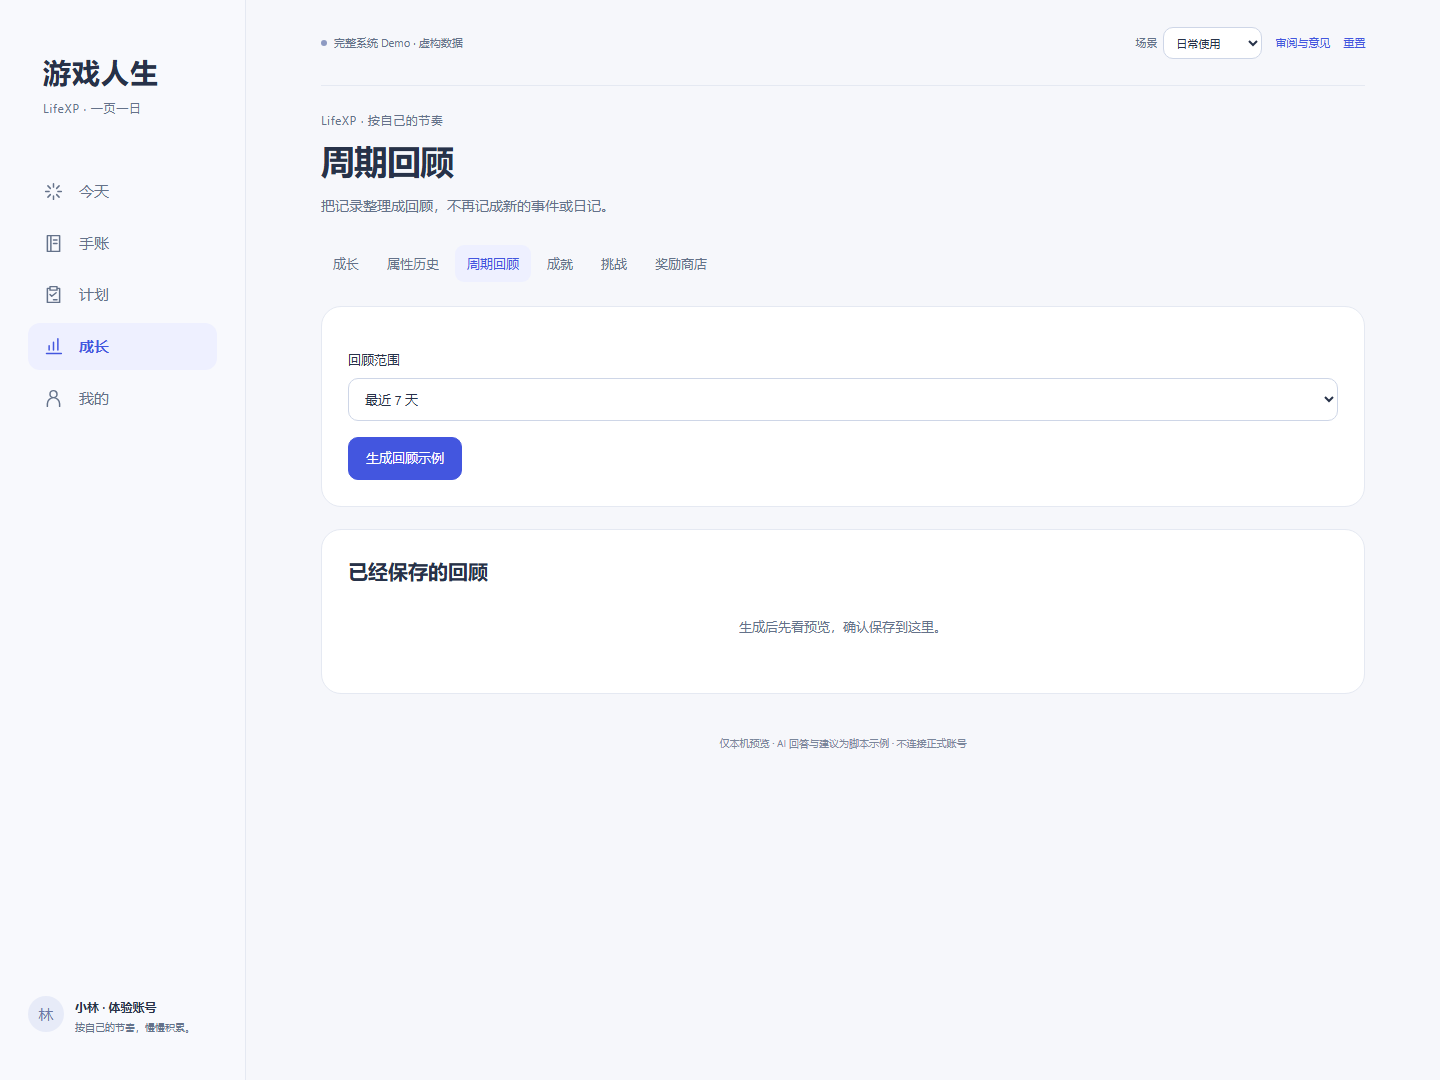 游戏人生
LifeXP · 一页一日
今天
手账
计划
成长
我的
林
小林 · 体验账号
按自己的节奏，慢慢积累。
完整系统 Demo · 虚构数据
场景
日常使用
审阅与意见
重置
LifeXP · 按自己的节奏
周期回顾
把记录整理成回顾，不再记成新的事件或日记。
成长
属性历史
周期回顾
成就
挑战
奖励商店
回顾范围
最近 7 天
生成回顾示例
已经保存的回顾
生成后先看预览，确认保存到这里。
仅本机预览 · AI 回答与建议为脚本示例 · 不连接正式账号